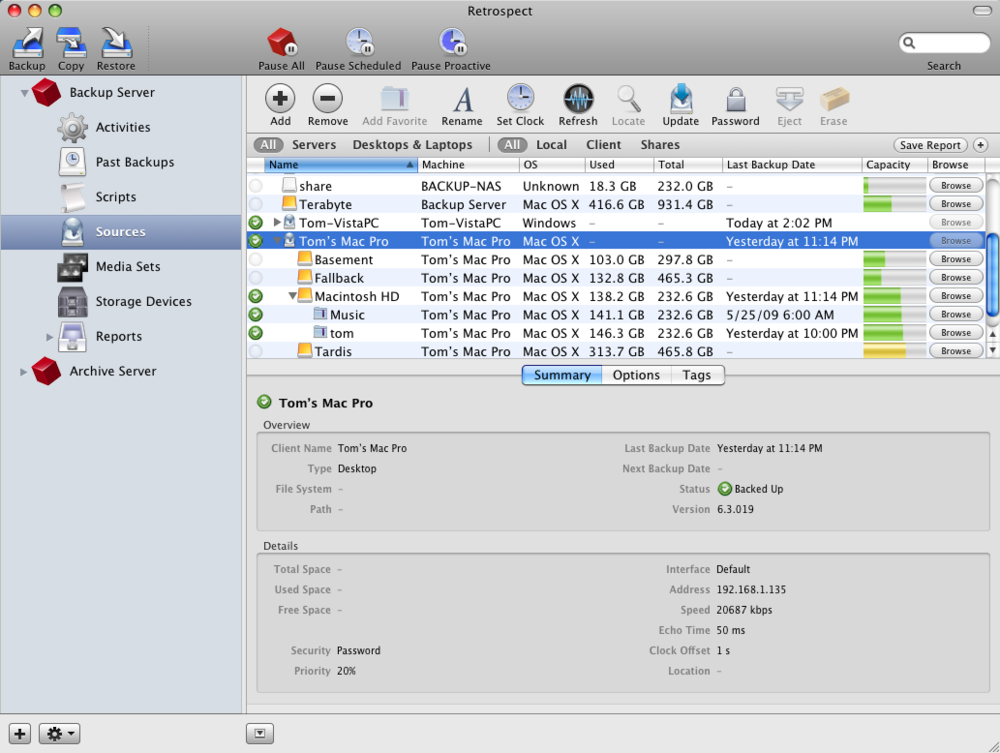 Retrospect
Backup Copy Restore Pause All Pause Scheduled Pause Proactive Search
Backup Server
Activities
Past Backups
Scripts
Sources
Media Sets
Storage Devices
Reports
Archive Server
Add Remove Add Favorite Rename Set Clock Refresh Locate Update Password Eject Erase
All Servers Desktops & Laptops All Local Client Shares Save Report
Name Machine OS Used Total Last Backup Date Capacity Browse
share BACKUP-NAS Unknown 18.3 GB 232.0 GB – Browse
Terabyte Backup Server Mac OS X 416.6 GB 931.4 GB – Browse
Tom-VistaPC Tom-VistaPC Windows – – Today at 2:02 PM Browse
Tom's Mac Pro Tom's Mac Pro Mac OS X – – Yesterday at 11:14 PM Browse
Basement Tom's Mac Pro Mac OS X 103.0 GB 297.8 GB – Browse
Fallback Tom's Mac Pro Mac OS X 132.8 GB 465.3 GB – Browse
Macintosh HD Tom's Mac Pro Mac OS X 138.2 GB 232.6 GB Yesterday at 11:14 PM Browse
Music Tom's Mac Pro Mac OS X 141.1 GB 232.6 GB 5/25/09 6:00 AM Browse
tom Tom's Mac Pro Mac OS X 146.3 GB 232.6 GB Yesterday at 10:00 PM Browse
Tardis Tom's Mac Pro Mac OS X 313.7 GB 465.8 GB – Browse
Summary Options Tags
Tom's Mac Pro
Overview
Client Name Tom's Mac Pro Last Backup Date Yesterday at 11:14 PM
Type Desktop Next Backup Date –
File System – Status Backed Up
Path – Version 6.3.019
Details
Total Space – Interface Default
Used Space – Address 192.168.1.135
Free Space – Speed 20687 kbps
Echo Time 50 ms
Security Password Clock Offset 1 s
Priority 20% Location –